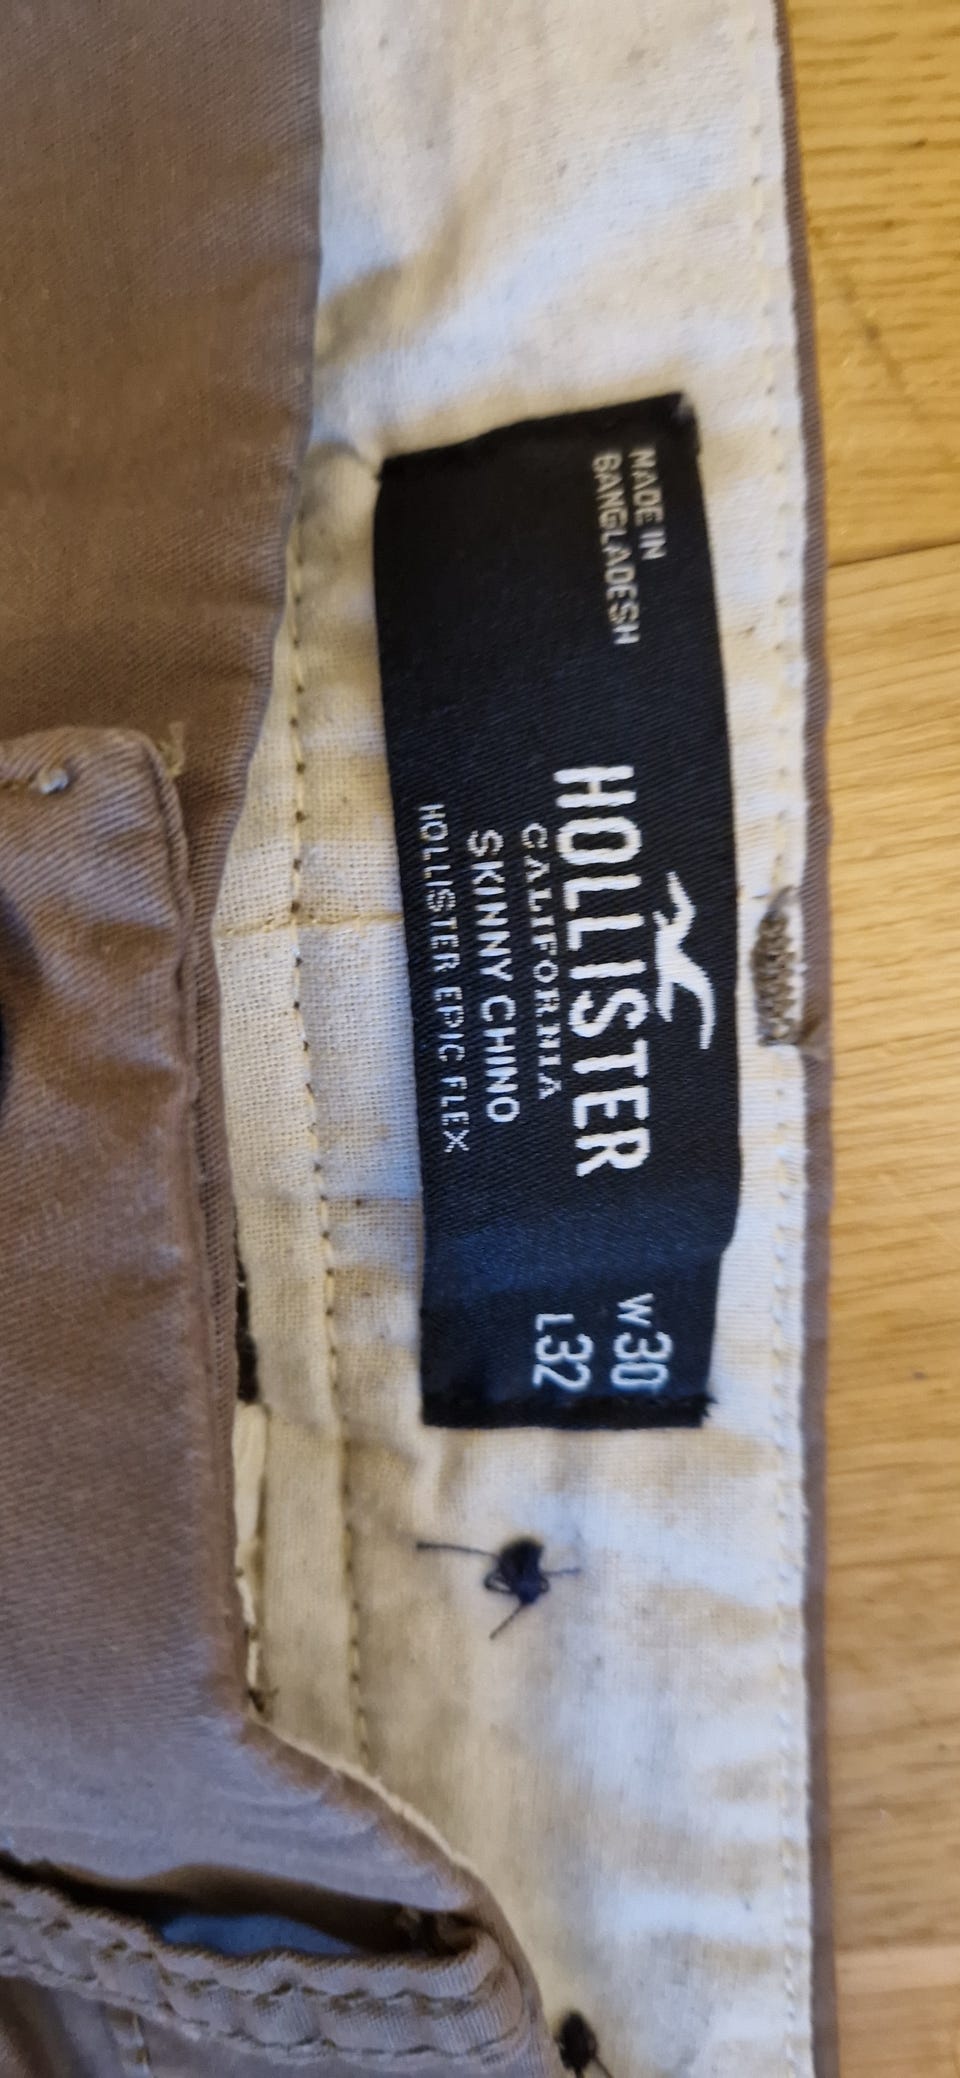 MADE IN
BANGLADESH
HOLLISTER
CALIFORNIA
SKINNY CHINO
HOLLISTER EPIC FLEX
W30
L32